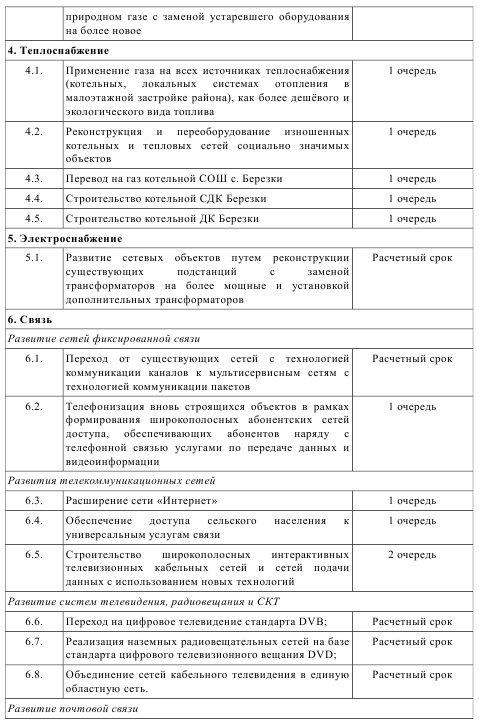 природном газе с заменой устаревшего оборудования
на более новое
4. Теплоснабжение
4.1. Применение газа на всех источниках теплоснабжения 1 очередь
(котельных, локальных системах отопления в
малоэтажной застройке района), как более дешёвого и
экологического вида топлива
4.2. Реконструкция и переоборудование изношенных 1 очередь
котельных и тепловых сетей социально значимых
объектов
4.3. Перевод на газ котельной СОШ с. Березки 1 очередь
4.4. Строительство котельной СДК Березки 1 очередь
4.5. Строительство котельной ДК Березки 1 очередь
5. Электроснабжение
5.1. Развитие сетевых объектов путем реконструкции Расчетный срок
существующих подстанций с заменой
трансформаторов на более мощные и установкой
дополнительных трансформаторов
6. Связь
Развитие сетей фиксированной связи
6.1. Переход от существующих сетей с технологией Расчетный срок
коммуникации каналов к мультисервисным сетям с
технологией коммуникации пакетов
6.2. Телефонизация вновь строящихся объектов в рамках 1 очередь
формирования широкополосных абонентских сетей
доступа, обеспечивающих абонентов наряду с
телефонной связью услугами по передаче данных и
видеоинформации
Развития телекоммуникационных сетей
6.3. Расширение сети «Интернет» 1 очередь
6.4. Обеспечение доступа сельского населения к 1 очередь
универсальным услугам связи
6.5. Строительство широкополосных интерактивных 2 очередь
телевизионных кабельных сетей и сетей подачи
данных с использованием новых технологий
Развитие систем телевидения, радиовещания и СКТ
6.6. Переход на цифровое телевидение стандарта DVB; Расчетный срок
6.7. Реализация наземных радиовещательных сетей на базе Расчетный срок
стандарта цифрового телевизионного вещания DVD;
6.8. Объединение сетей кабельного телевидения в единую Расчетный срок
областную сеть.
Развитие почтовой связи